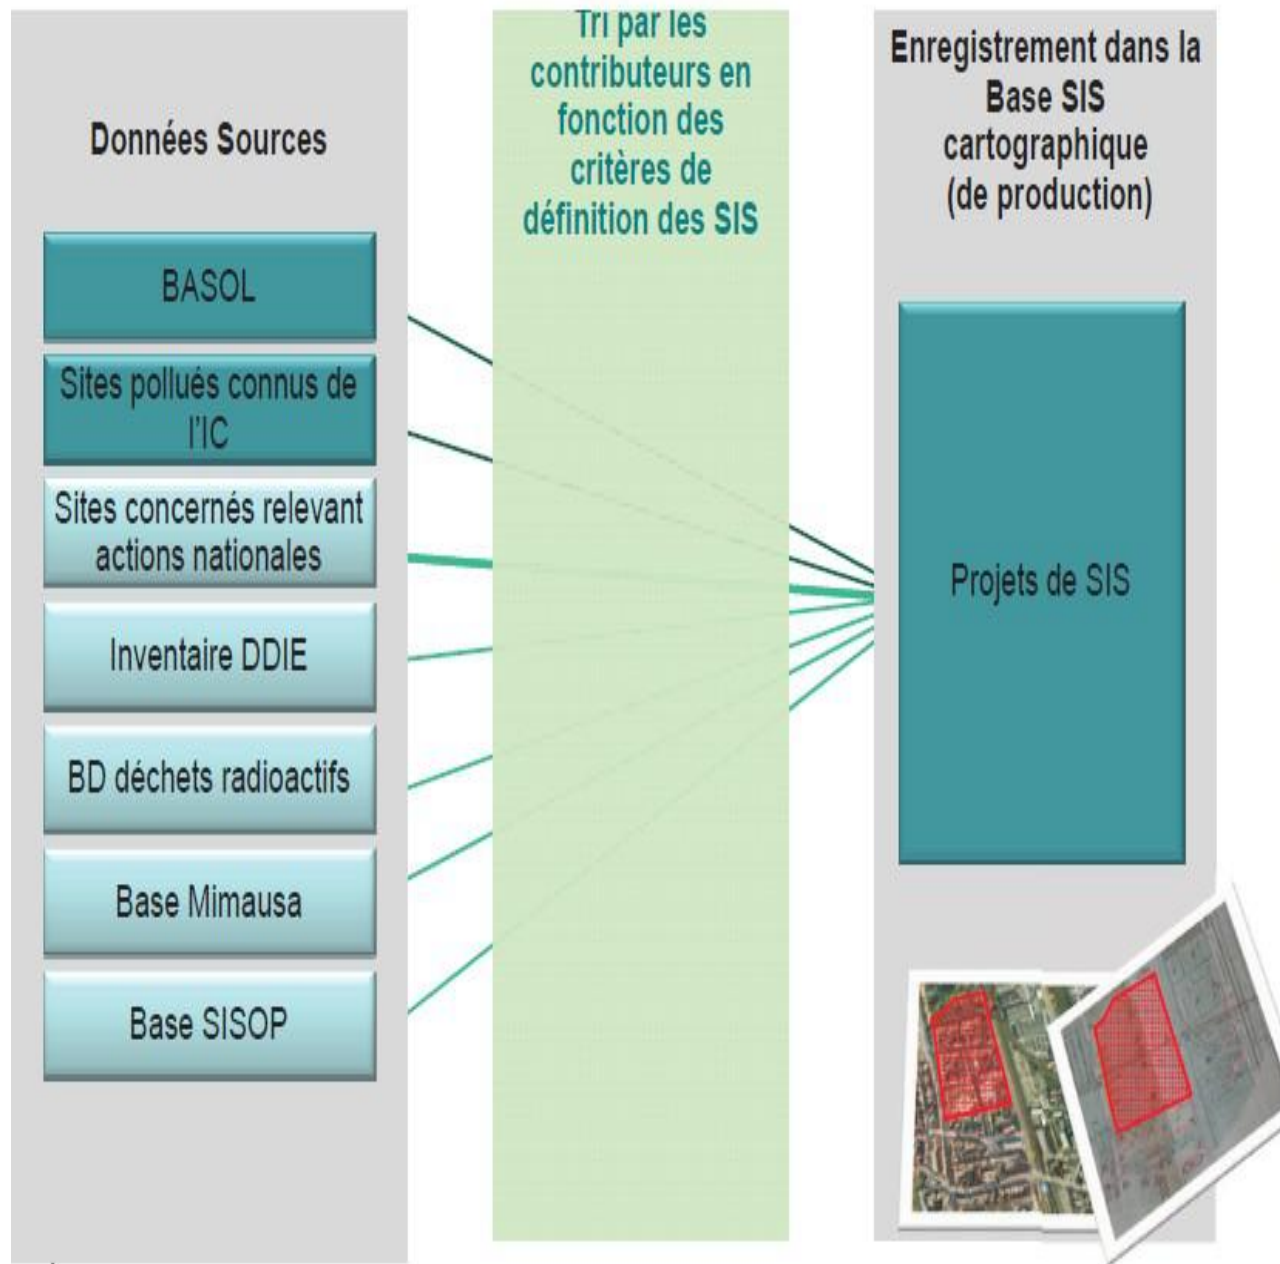 Données Sources
BASOL
Sites pollués connus de
l'IC
Sites concernés relevant
actions nationales
Inventaire DDIE
BD déchets radioactifs
Base Mimausa
Base SISOP
Tri par les
contributeurs en
fonction des
critères de
définition des SIS
Enregistrement dans la
Base SIS
cartographique
(de production)
Projets de SIS